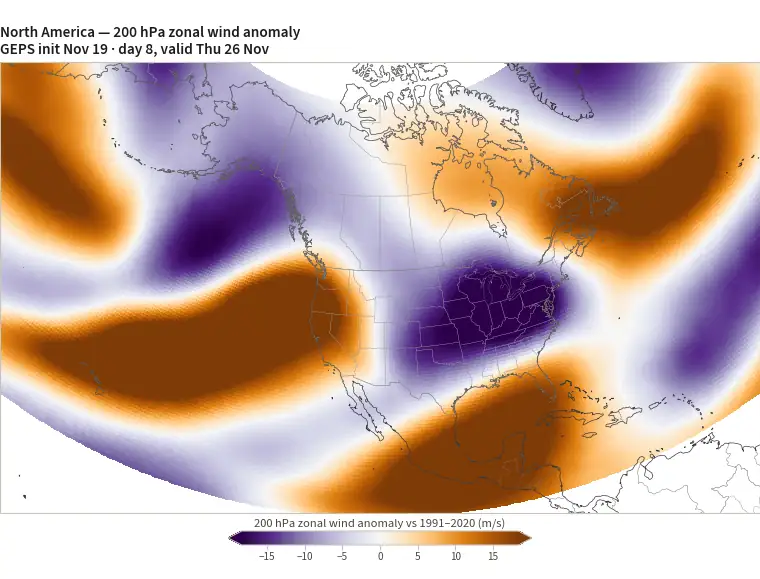 North America — 200 hPa zonal wind anomaly
GEPS init Nov 19 · day 8, valid Thu 26 Nov
200 hPa zonal wind anomaly vs 1991–2020 (m/s)
−15 −10 −5 0 5 10 15